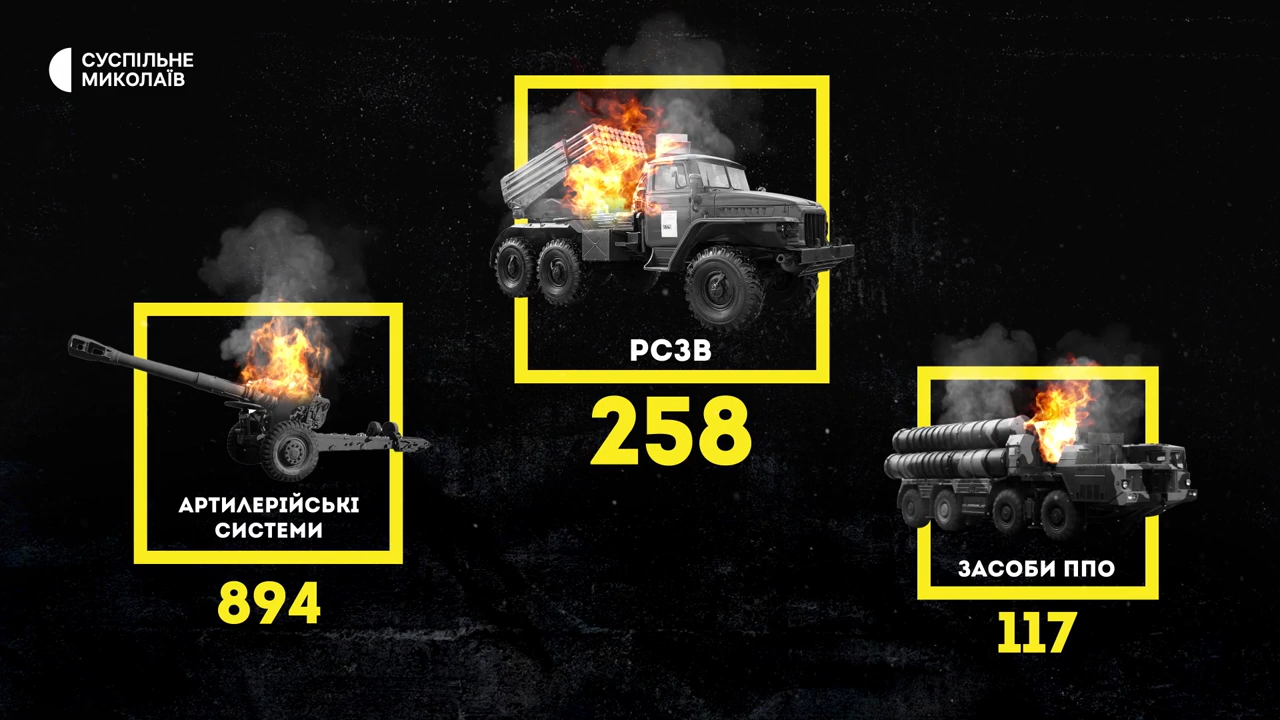 СУСПІЛЬНЕ
МИКОЛАЇВ
РСЗВ
258
АРТИЛЕРІЙСЬКІ
СИСТЕМИ
894
ЗАСОБИ ППО
117